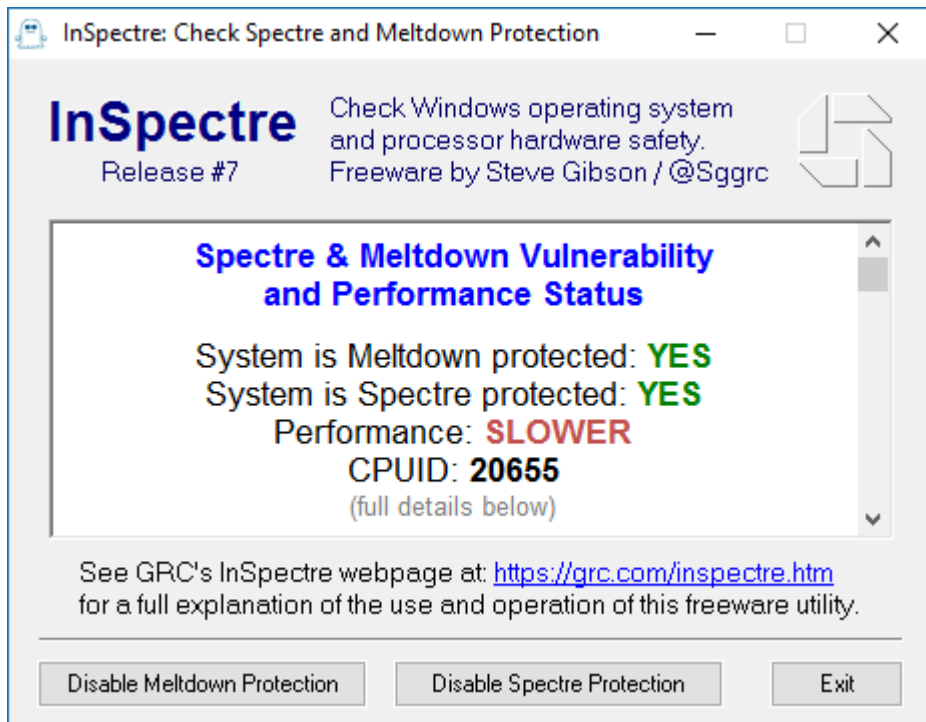 InSpectre: Check Spectre and Meltdown Protection
InSpectre
Release #7
Check Windows operating system
and processor hardware safety.
Freeware by Steve Gibson / @Sggrc
Spectre & Meltdown Vulnerability
and Performance Status
System is Meltdown protected: YES
System is Spectre protected: YES
Performance: SLOWER
CPUID: 20655
(full details below)
See GRC's InSpectre webpage at: https://grc.com/inspectre.htm
for a full explanation of the use and operation of this freeware utility.
Disable Meltdown Protection
Disable Spectre Protection
Exit